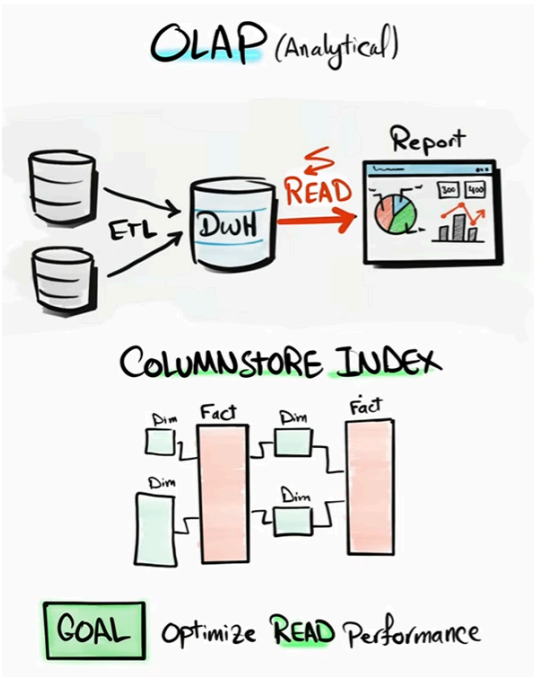 OLAP (Analytical)
Report
READ
300 400
ETL
DWH
COLUMNSTORE INDEX
Dim Fact Dim Fact
Dim
Dim
GOAL Optimize READ Performance